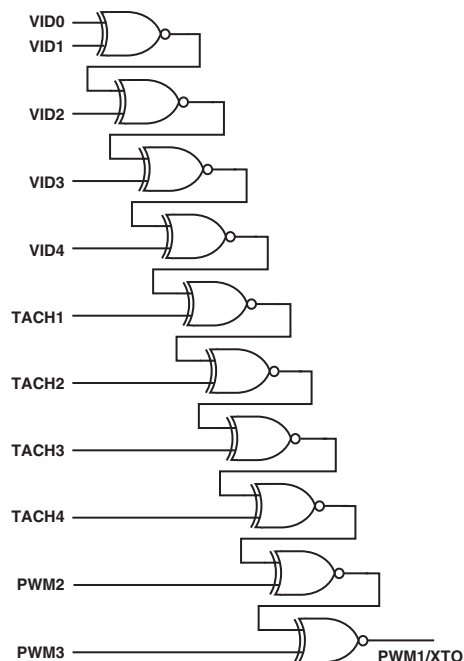 VID0
VID1
VID2
VID3
VID4
TACH1
TACH2
TACH3
TACH4
PWM2
PWM3
PWM1/XTO